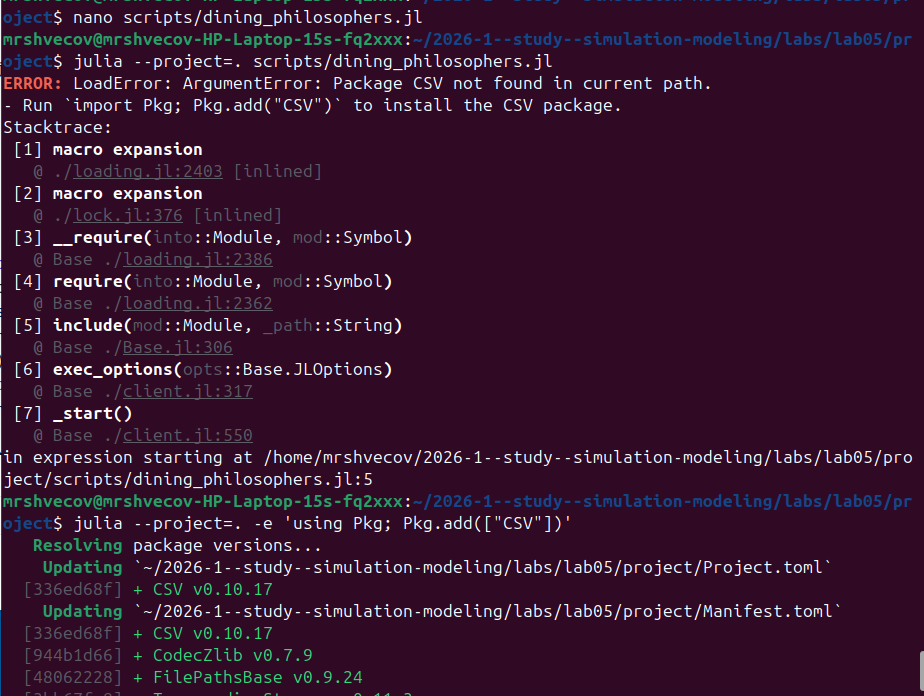 oject$ nano scripts/dining_philosophers.jl
mrshvecov@mrshvecov-HP-Laptop-15s-fq2xxx:~/2026-1--study--simulation-modeling/labs/lab05/pr
oject$ julia --project=. scripts/dining_philosophers.jl
ERROR: LoadError: ArgumentError: Package CSV not found in current path.
- Run `import Pkg; Pkg.add("CSV")` to install the CSV package.
Stacktrace:
[1] macro expansion
@ ./loading.jl:2403 [inlined]
[2] macro expansion
@ ./lock.jl:376 [inlined]
[3] __require(into::Module, mod::Symbol)
@ Base ./loading.jl:2386
[4] require(into::Module, mod::Symbol)
@ Base ./loading.jl:2362
[5] include(mod::Module, _path::String)
@ Base ./Base.jl:306
[6] exec_options(opts::Base.JLOptions)
@ Base ./client.jl:317
[7] _start()
@ Base ./client.jl:550
in expression starting at /home/mrshvecov/2026-1--study--simulation-modeling/labs/lab05/pro
ject/scripts/dining_philosophers.jl:5
mrshvecov@mrshvecov-HP-Laptop-15s-fq2xxx:~/2026-1--study--simulation-modeling/labs/lab05/pr
oject$ julia --project=. -e 'using Pkg; Pkg.add(["CSV"])'
Resolving package versions...
Updating `~/2026-1--study--simulation-modeling/labs/lab05/project/Project.toml`
[336ed68f] + CSV v0.10.17
Updating `~/2026-1--study--simulation-modeling/labs/lab05/project/Manifest.toml`
[336ed68f] + CSV v0.10.17
[944b1d66] + CodecZlib v0.7.9
[48062228] + FilePathsBase v0.9.24